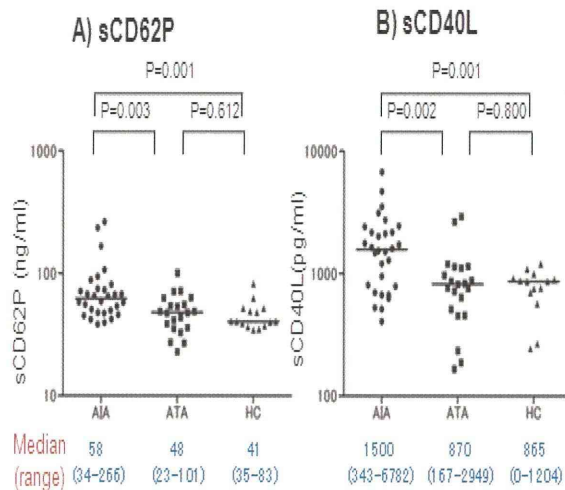 A) sCD62P
P=0.001
P=0.003
P=0.612
1000
100
10
sCD62P (ng/ml)
AIA
ATA
HC
B) sCD40L
P=0.001
P=0.002
P=0.800
10000
1000
100
sCD40L(pg/ml)
AIA
ATA
HC
Median 58 48 41 1500 870 865
(range) (34-266) (23-101) (35-83) (343-6782) (167-2949) (0-1204)